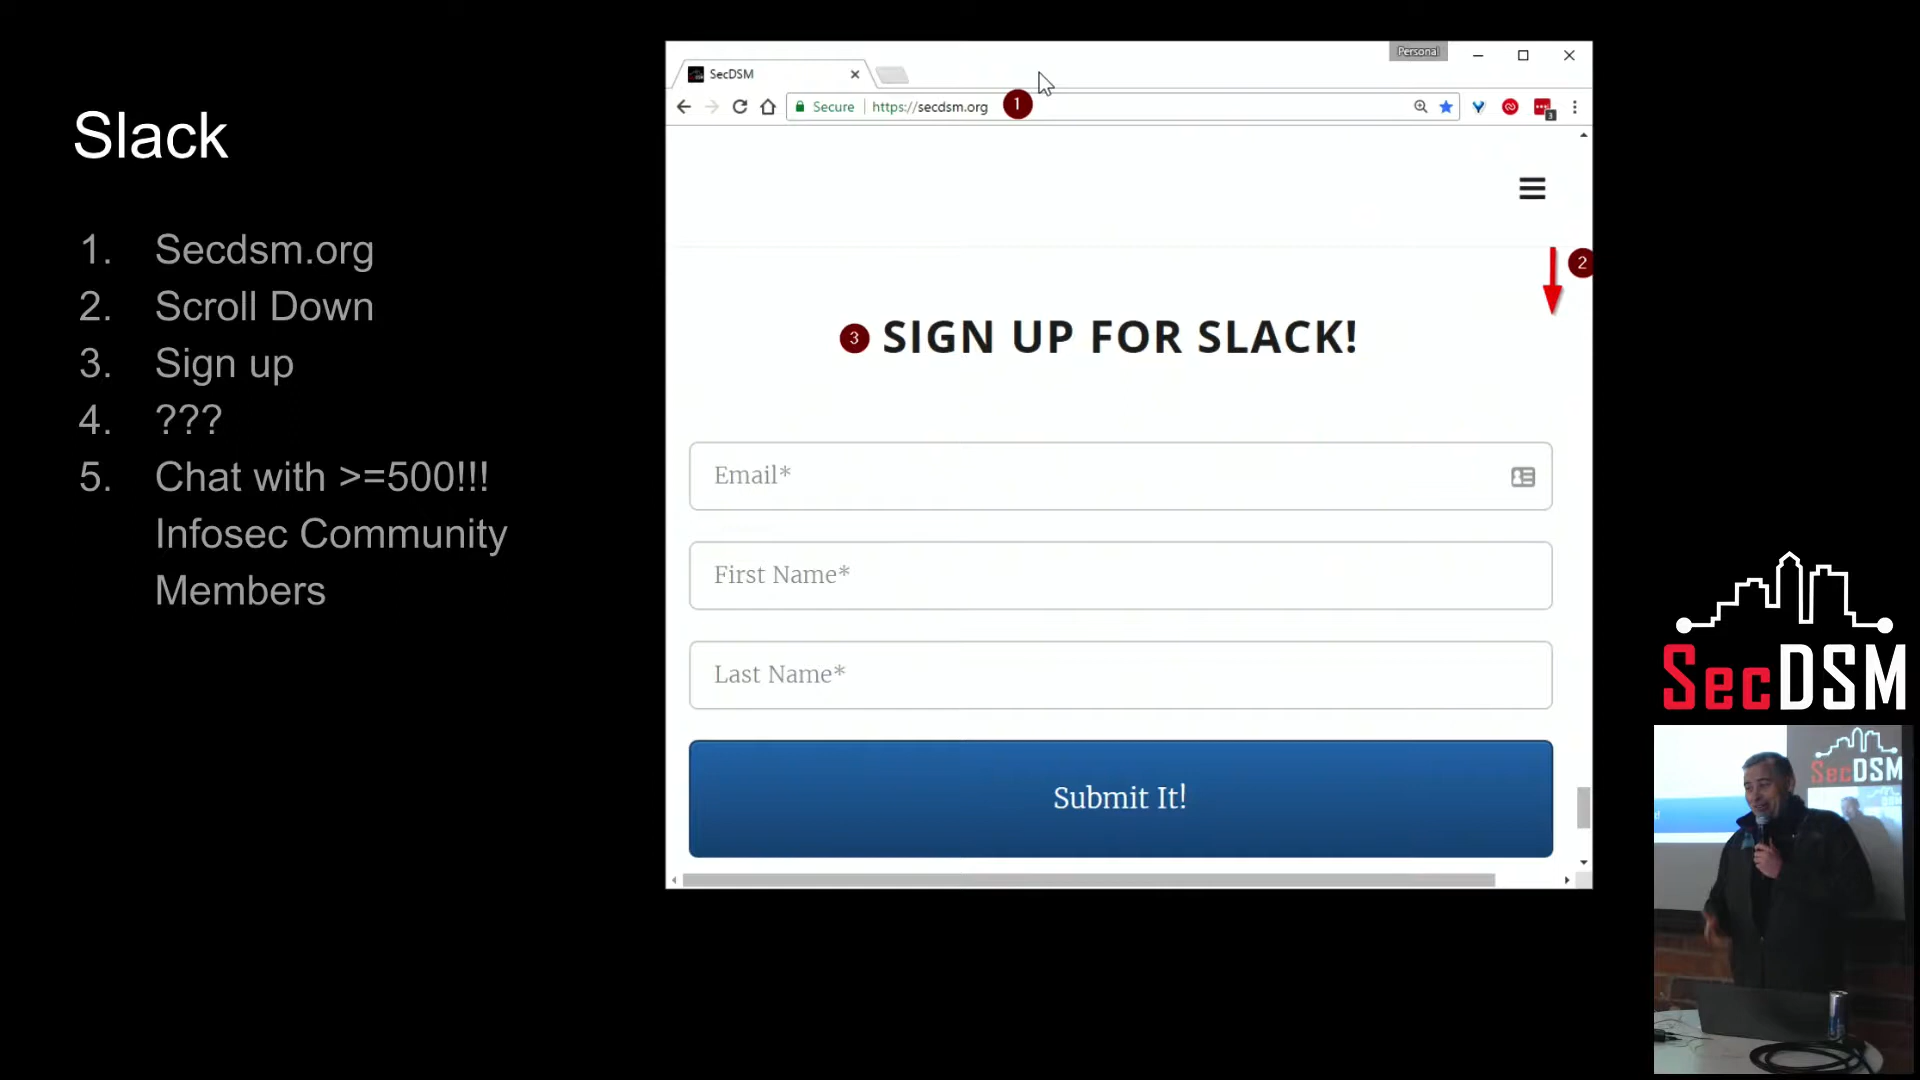 Slack
1. Secdsm.org
2. Scroll Down
3. Sign up
4. ???
5. Chat with >=500!!!
Infosec Community
Members
Personal
SecDSM
Secure https://secdsm.org 1
3
2
3 SIGN UP FOR SLACK!
Email*
First Name*
Last Name*
Submit It!
SecDSM
SecDSM